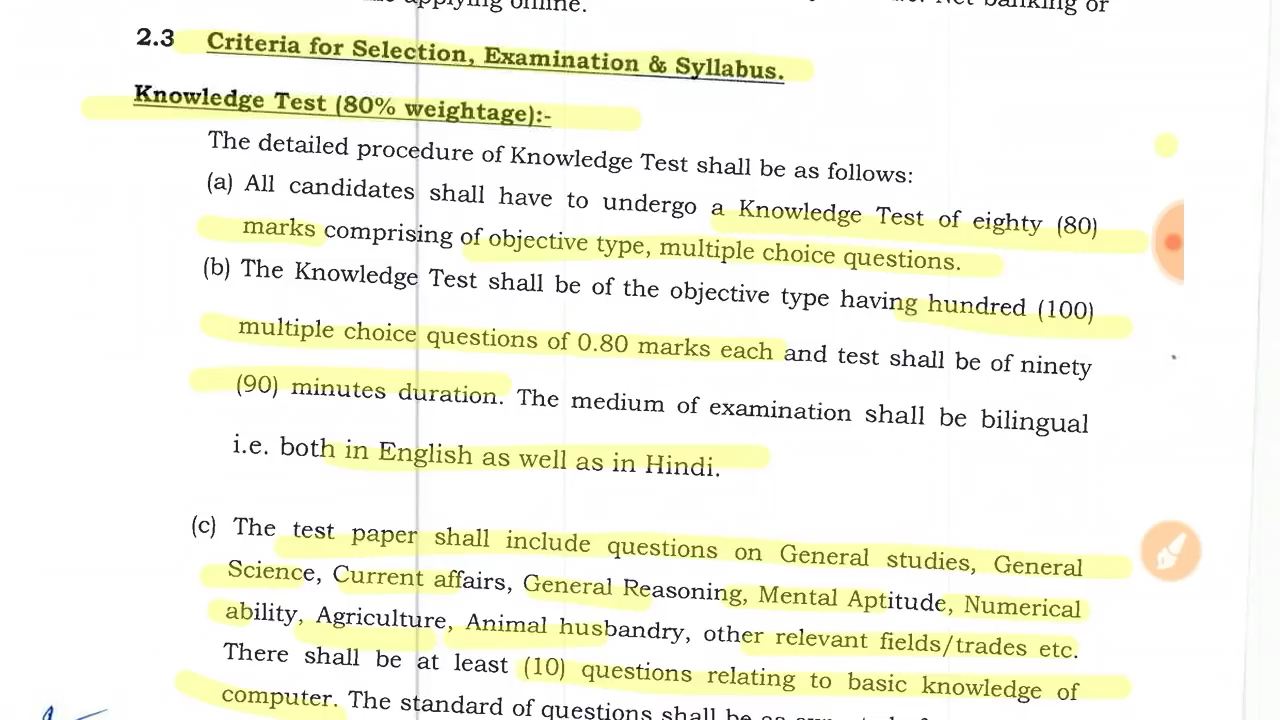 applying online. Net banking or
2.3 Criteria for Selection, Examination & Syllabus.
Knowledge Test (80% weightage):-
The detailed procedure of Knowledge Test shall be as follows:
(a) All candidates shall have to undergo a Knowledge Test of eighty (80)
marks comprising of objective type, multiple choice questions.
(b) The Knowledge Test shall be of the objective type having hundred (100)
multiple choice questions of 0.80 marks each and test shall be of ninety
(90) minutes duration. The medium of examination shall be bilingual
i.e. both in English as well as in Hindi.
(c) The test paper shall include questions on General studies, General
Science, Current affairs, General Reasoning, Mental Aptitude, Numerical
ability, Agriculture, Animal husbandry, other relevant fields/trades etc.
There shall be at least (10) questions relating to basic knowledge of
computer. The standard of questions shall be as